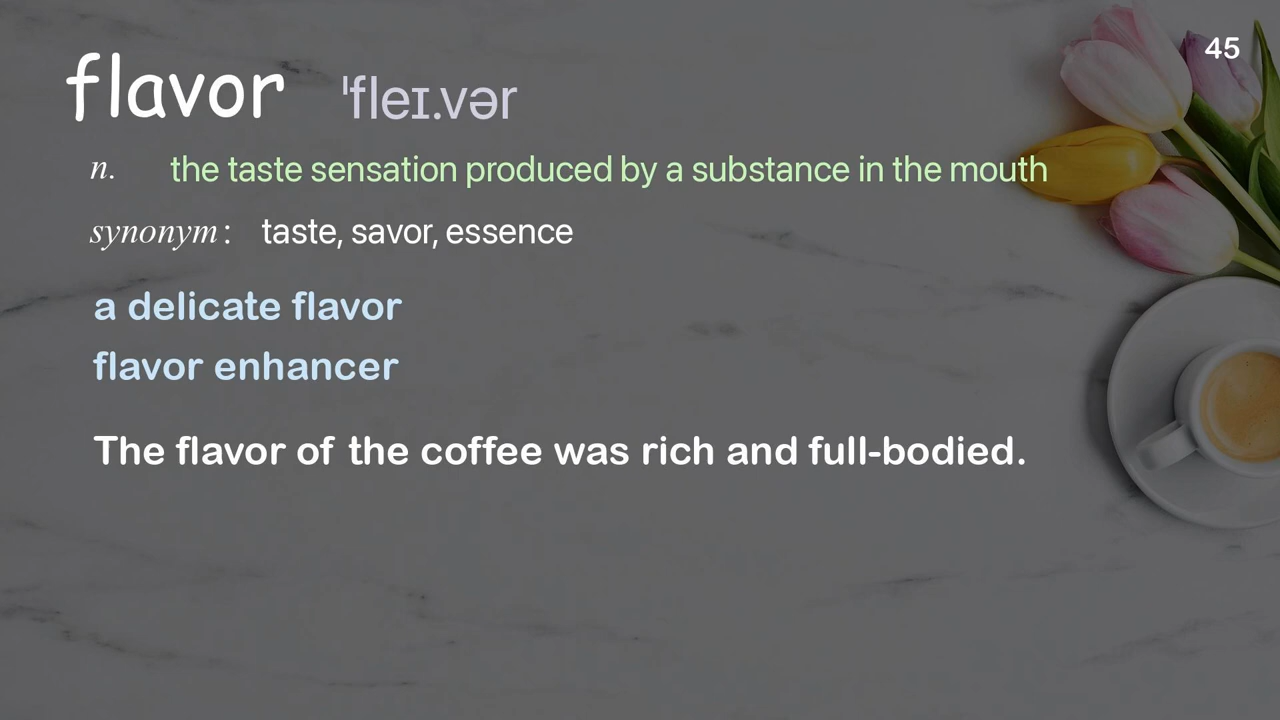 45
flavor ˈfleɪ.vər
n. the taste sensation produced by a substance in the mouth
synonym : taste, savor, essence
a delicate flavor
flavor enhancer
The flavor of the coffee was rich and full-bodied.